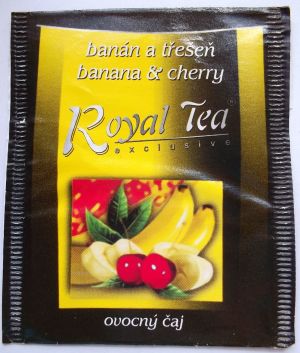 banán a třešeň
banana & cherry
Royal Tea
exclusive
ovocný čaj